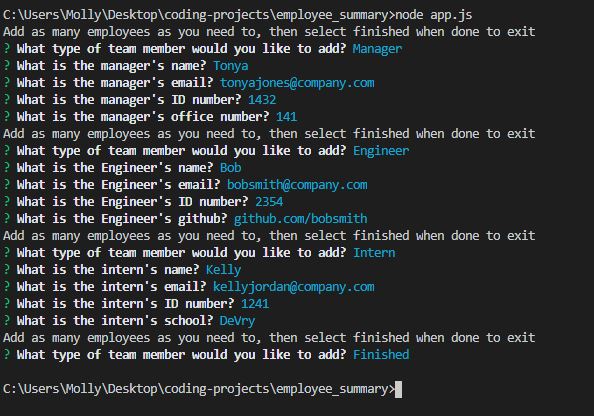 C:\Users\Molly\Desktop\coding-projects\employee_summary>node app.js
Add as many employees as you need to, then select finished when done to exit
? What type of team member would you like to add? Manager
? What is the manager's name? Tonya
? What is the manager's email? tonyajones@company.com
? What is the manager's ID number? 1432
? What is the manager's office number? 141
Add as many employees as you need to, then select finished when done to exit
? What type of team member would you like to add? Engineer
? What is the Engineer's name? Bob
? What is the Engineer's email? bobsmith@company.com
? What is the Engineer's ID number? 2354
? What is the Engineer's github? github.com/bobsmith
Add as many employees as you need to, then select finished when done to exit
? What type of team member would you like to add? Intern
? What is the intern's name? Kelly
? What is the intern's email? kellyjordan@company.com
? What is the intern's ID number? 1241
? What is the intern's school? DeVry
Add as many employees as you need to, then select finished when done to exit
? What type of team member would you like to add? Finished
C:\Users\Molly\Desktop\coding-projects\employee_summary>